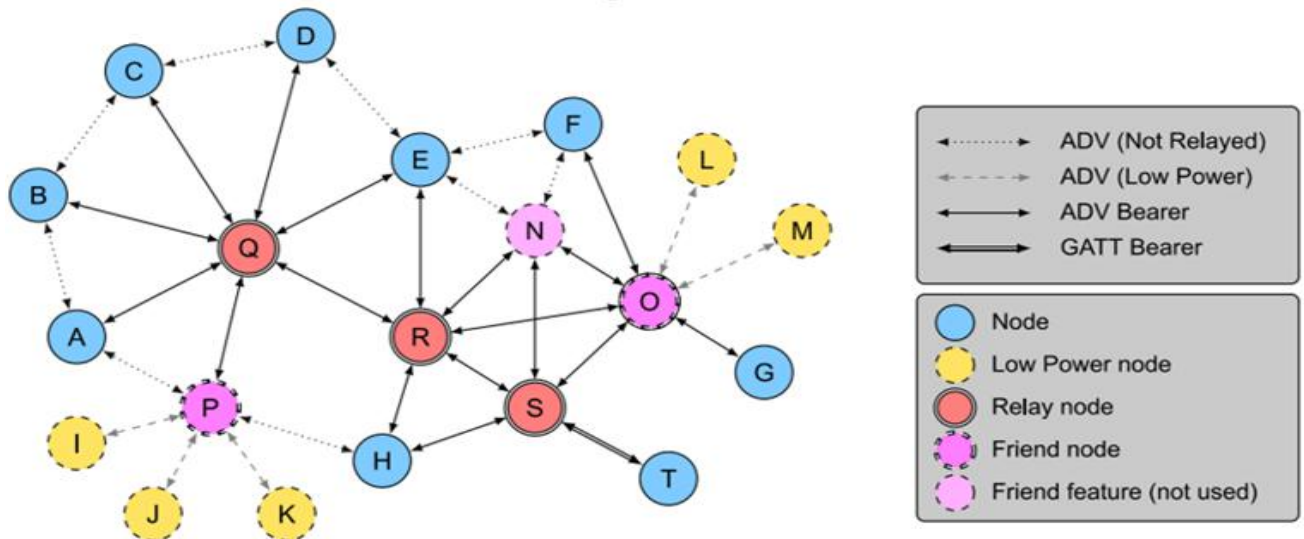 D
C
F
E
L
B
M
N
Q
O
A
R
G
P
S
I
H
T
J
K
ADV (Not Relayed)
ADV (Low Power)
ADV Bearer
GATT Bearer
Node
Low Power node
Relay node
Friend node
Friend feature (not used)